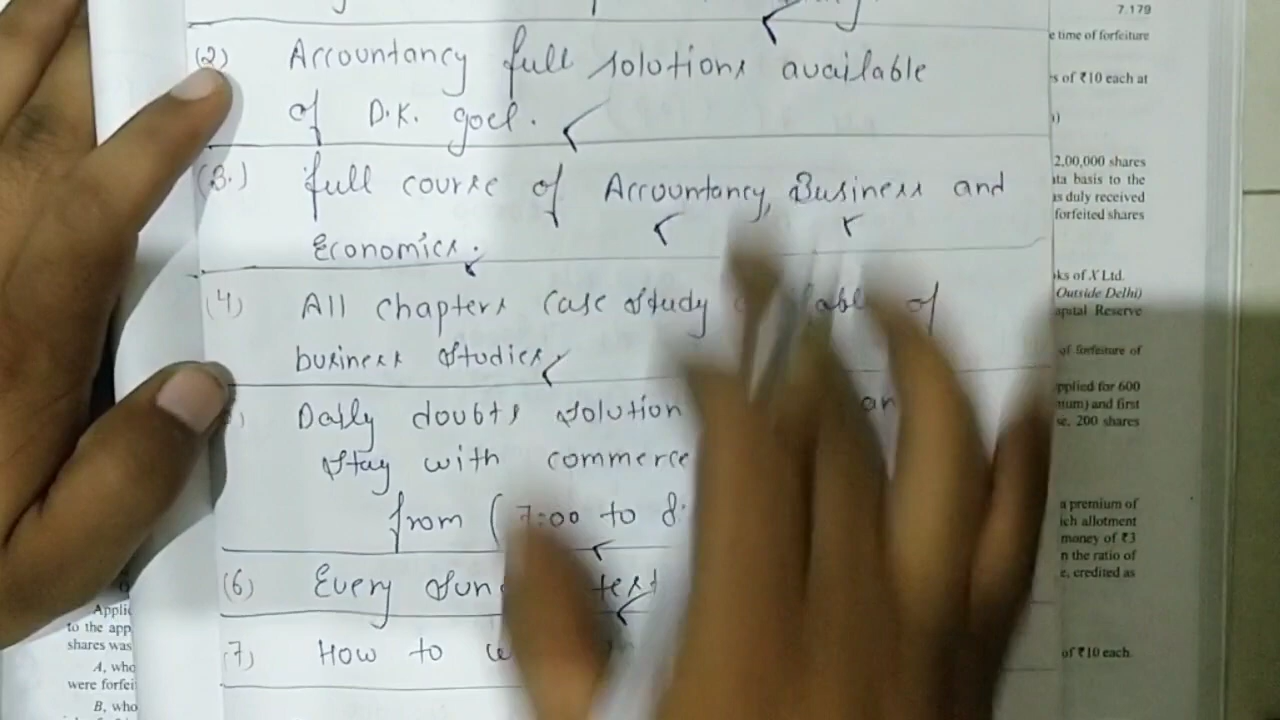 7.179
e time of forfeiture
(2) Accountancy full solutions available
s of ₹10 each at
of D.K. goel.
2,00,000 shares
(3.) full course of Accountancy, Business and
ata basis to the
as duly received
forfeited shares
Economics.
ks of X Ltd.
(4) All chapters case study of
Outside Delhi)
apital Reserve
business studies
of forfeiture of
pplied for 600
num) and first
Daily doubts solution
se, 200 shares
stay with commerce
a premium of
from (7:00 to 8:
ich allotment
money of ₹3
n the ratio of
e, credited as
(6) Every test
Applic
to the app
shares was
7) How to
of ₹10 each.
A, who
were forfei
B, who